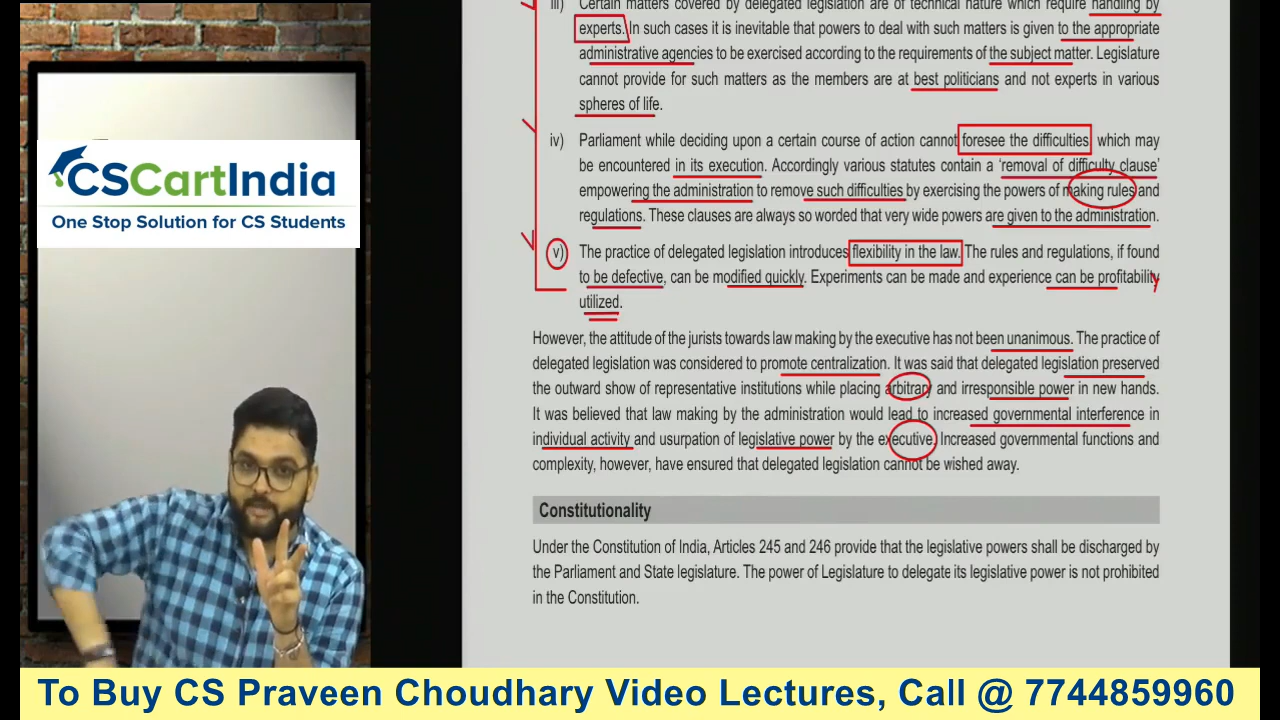 CSCartIndia
One Stop Solution for CS Students
iii) Certain matters covered by delegated legislation are of technical nature which require handling by
experts. In such cases it is inevitable that powers to deal with such matters is given to the appropriate
administrative agencies to be exercised according to the requirements of the subject matter. Legislature
cannot provide for such matters as the members are at best politicians and not experts in various
spheres of life.
iv) Parliament while deciding upon a certain course of action cannot foresee the difficulties which may
be encountered in its execution. Accordingly various statutes contain a ‘removal of difficulty clause’
empowering the administration to remove such difficulties by exercising the powers of making rules and
regulations. These clauses are always so worded that very wide powers are given to the administration.
v) The practice of delegated legislation introduces flexibility in the law. The rules and regulations, if found
to be defective, can be modified quickly. Experiments can be made and experience can be profitability
utilized.
However, the attitude of the jurists towards law making by the executive has not been unanimous. The practice of
delegated legislation was considered to promote centralization. It was said that delegated legislation preserved
the outward show of representative institutions while placing arbitrary and irresponsible power in new hands.
It was believed that law making by the administration would lead to increased governmental interference in
individual activity and usurpation of legislative power by the executive. Increased governmental functions and
complexity, however, have ensured that delegated legislation cannot be wished away.
Constitutionality
Under the Constitution of India, Articles 245 and 246 provide that the legislative powers shall be discharged by
the Parliament and State legislature. The power of Legislature to delegate its legislative power is not prohibited
in the Constitution.
To Buy CS Praveen Choudhary Video Lectures, Call @ 7744859960